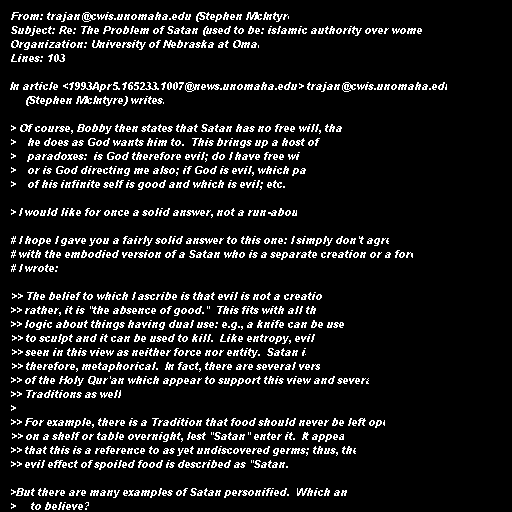 From: trajan@cwis.unomaha.edu (Stephen McIntyr
Subject: Re: The Problem of Satan (used to be: islamic authority over wome
Organization: University of Nebraska at Oma
Lines: 103
In article <1993Apr5.165233.1007@news.unomaha.edu> trajan@cwis.unomaha.ed
(Stephen McIntyre) writes.
> Of course, Bobby then states that Satan has no free will, tha
> he does as God wants him to. This brings up a host of
> paradoxes: is God therefore evil; do I have free wi
> or is God directing me also; if God is evil, which pa
> of his infinite self is good and which is evil; etc.
> I would like for once a solid answer, not a run-abou
# I hope I gave you a fairly solid answer to this one: I simply don't agre
# with the embodied version of a Satan who is a separate creation or a for
# I wrote:
>> The belief to which I ascribe is that evil is not a creatio
>> rather, it is "the absence of good." This fits with all th
>> logic about things having dual use: e.g., a knife can be use
>> to sculpt and it can be used to kill. Like entropy, evil
>> seen in this view as neither force nor entity. Satan i
>> therefore, metaphorical. In fact, there are several vers
>> of the Holy Qur'an which appear to support this view and severa
>> Traditions as well
>
>> For example, there is a Tradition that food should never be left ope
>> on a shelf or table overnight, lest "Satan" enter it. It appea
>> that this is a reference to as yet undiscovered germs; thus, the
>> evil effect of spoiled food is described as "Satan.
>But there are many examples of Satan personified. Which am
> to believe?